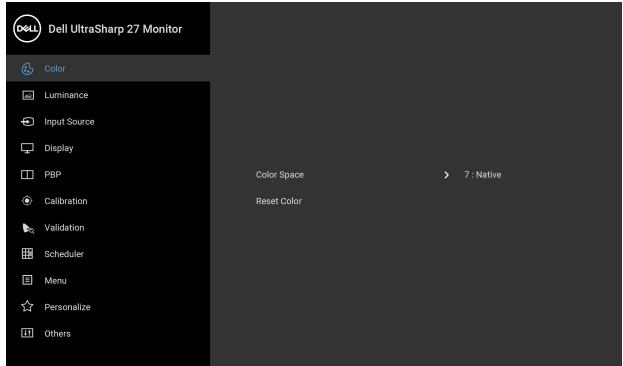 DELL Dell UltraSharp 27 Monitor
Color
Luminance
Input Source
Display
PBP
Color Space 7 : Native
Calibration
Reset Color
Validation
Scheduler
Menu
Personalize
Others